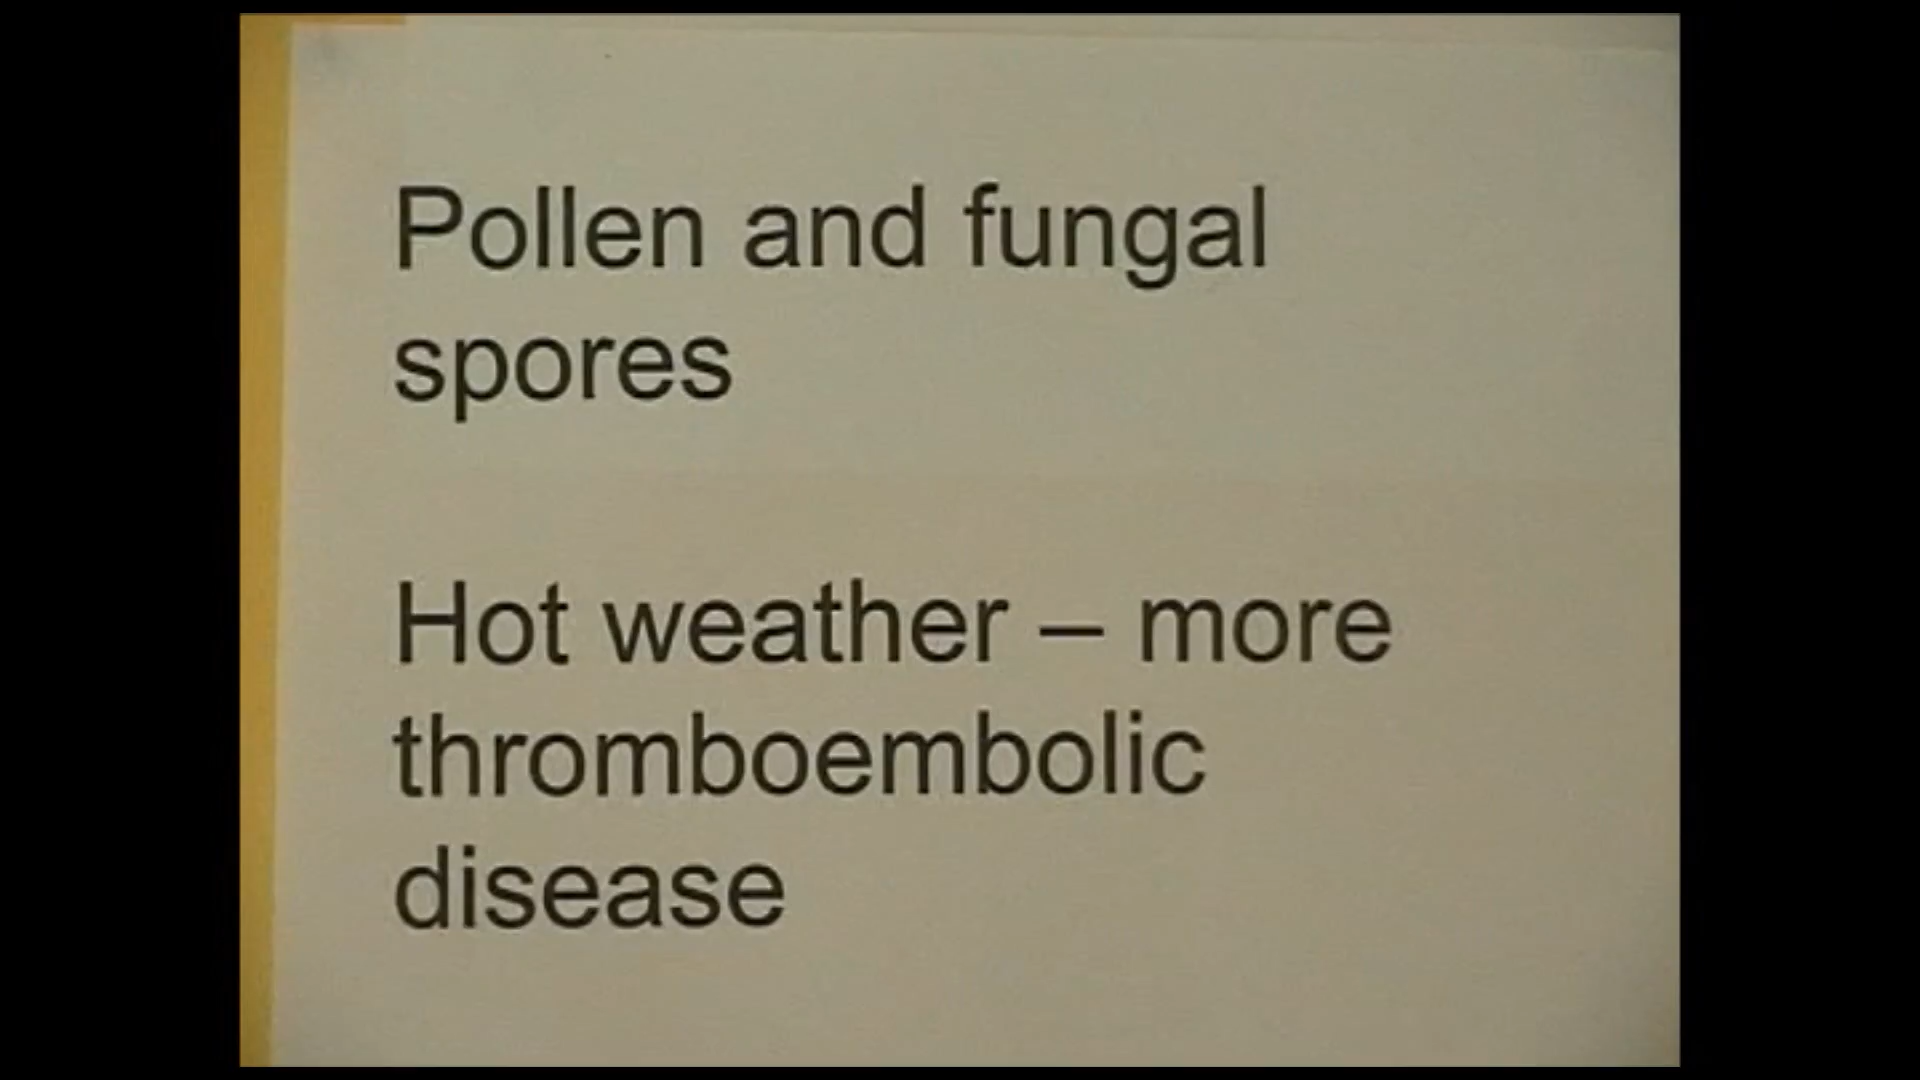 Pollen and fungal
spores
Hot weather – more
thromboembolic
disease